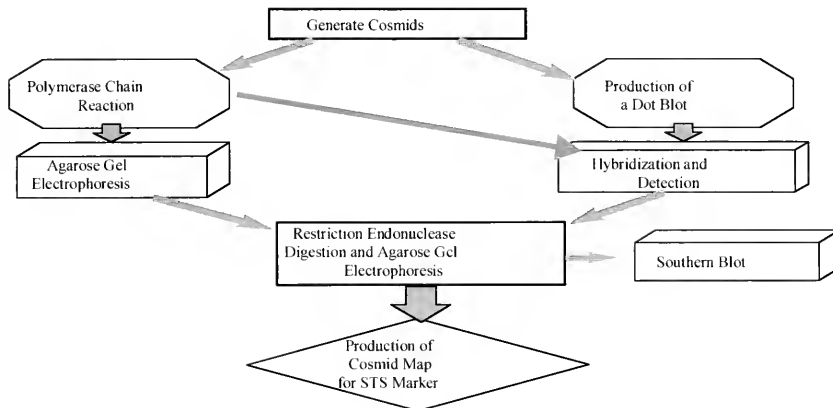 Generate Cosmids
Polymerase Chain
Reaction
Production of
a Dot Blot
Agarose Gel
Electrophoresis
Hybridization and
Detection
Restriction Endonuclease
Digestion and Agarose Gel
Electrophoresis
Southern Blot
Production of
Cosmid Map
for STS Marker